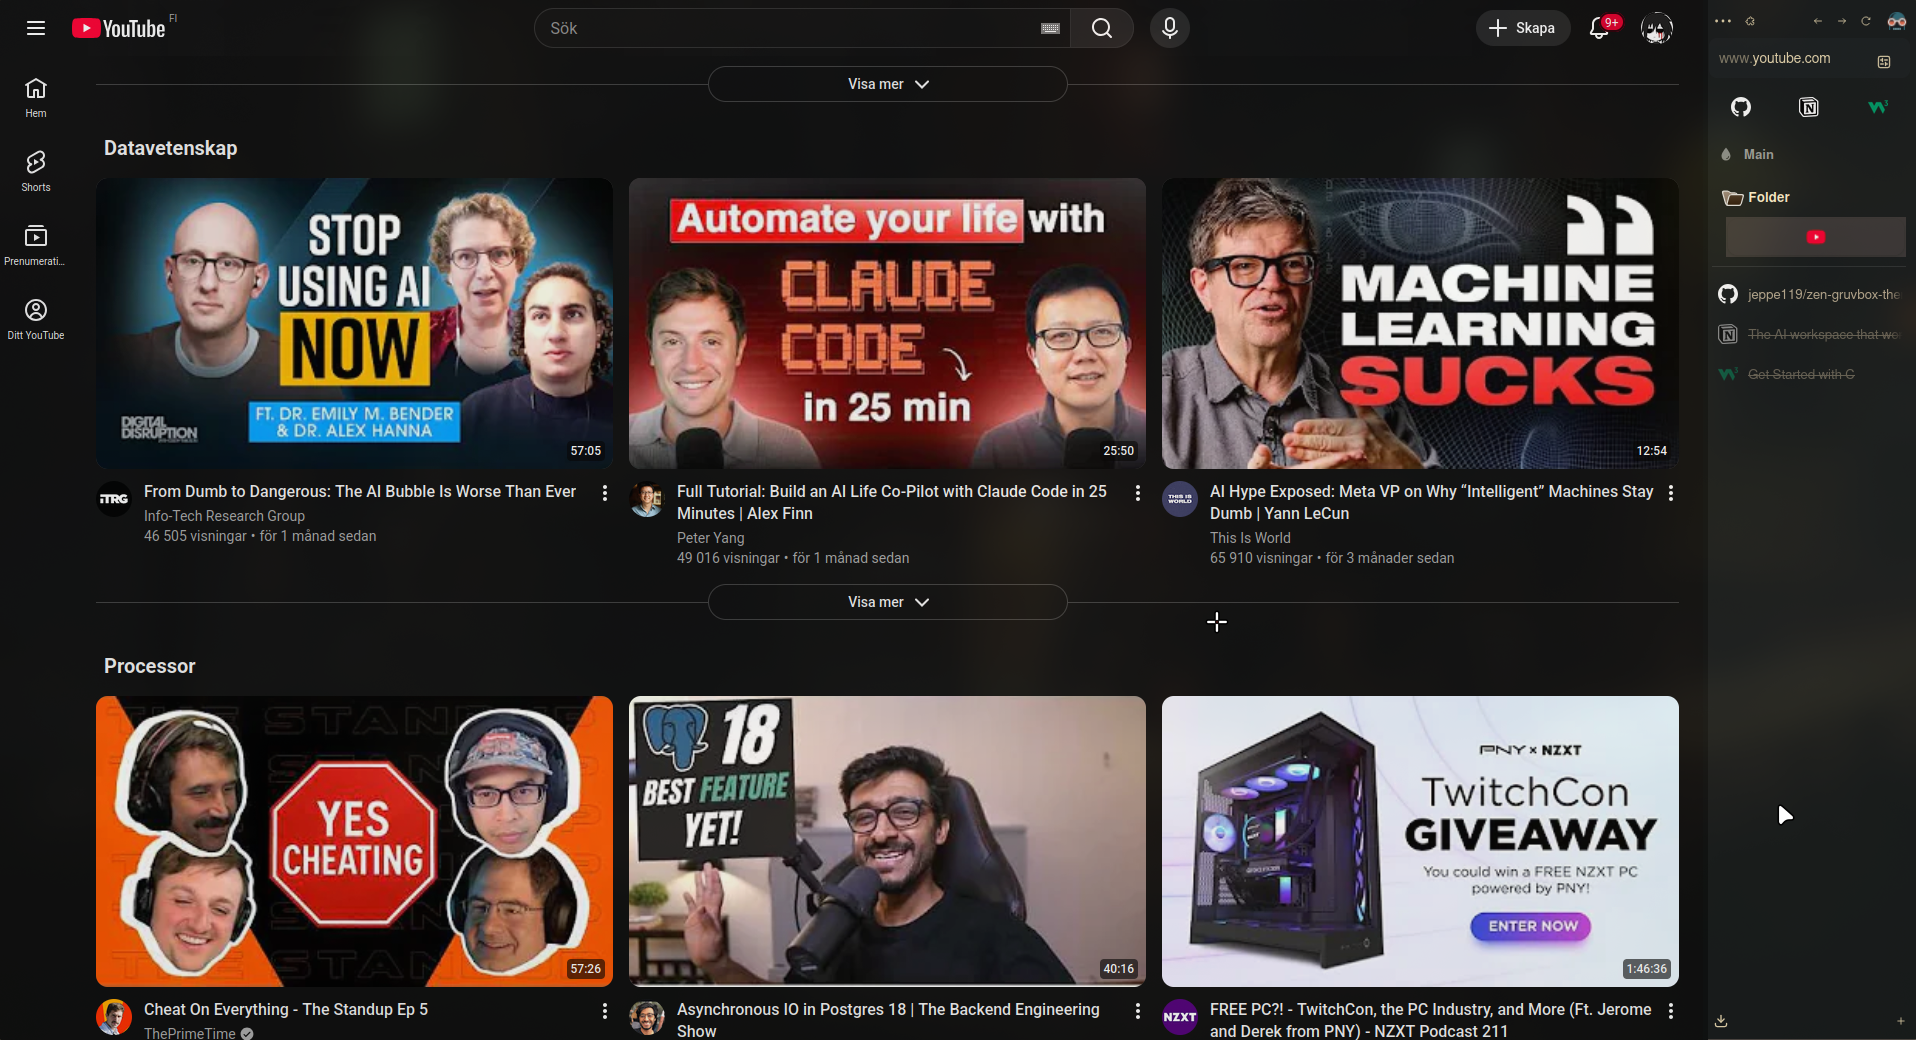 YouTube FI
Sök
Skapa
9+
www.youtube.com
Hem
Shorts
Prenumerati...
Ditt YouTube
Main
Folder
jeppe119/zen-gruvbox-the
The AI workspace that wo
Get Started with C
Visa mer
Datavetenskap
STOP
USING AI
NOW
FT. DR. EMILY M. BENDER
& DR. ALEX HANNA
DIGITAL
DISRUPTION
57:05
Automate your life with
CLAUDE
CODE
in 25 min
25:50
MACHINE
LEARNING
SUCKS
12:54
iTRG
From Dumb to Dangerous: The AI Bubble Is Worse Than Ever
Info-Tech Research Group
46 505 visningar • för 1 månad sedan
Full Tutorial: Build an AI Life Co-Pilot with Claude Code in 25
Minutes | Alex Finn
Peter Yang
49 016 visningar • för 1 månad sedan
THIS IS
WORLD
AI Hype Exposed: Meta VP on Why “Intelligent” Machines Stay
Dumb | Yann LeCun
This Is World
65 910 visningar • för 3 månader sedan
Visa mer
Processor
THE STANDUP
YES
CHEATING
57:26
18
BEST FEATURE
YET!
40:16
PNY x NZXT
TwitchCon
GIVEAWAY
You could win a FREE NZXT PC
powered by PNY!
ENTER NOW
1:46:36
Cheat On Everything - The Standup Ep 5
ThePrimeTime
Asynchronous IO in Postgres 18 | The Backend Engineering
Show
NZXT
FREE PC?! - TwitchCon, the PC Industry, and More (Ft. Jerome
and Derek from PNY) - NZXT Podcast 211